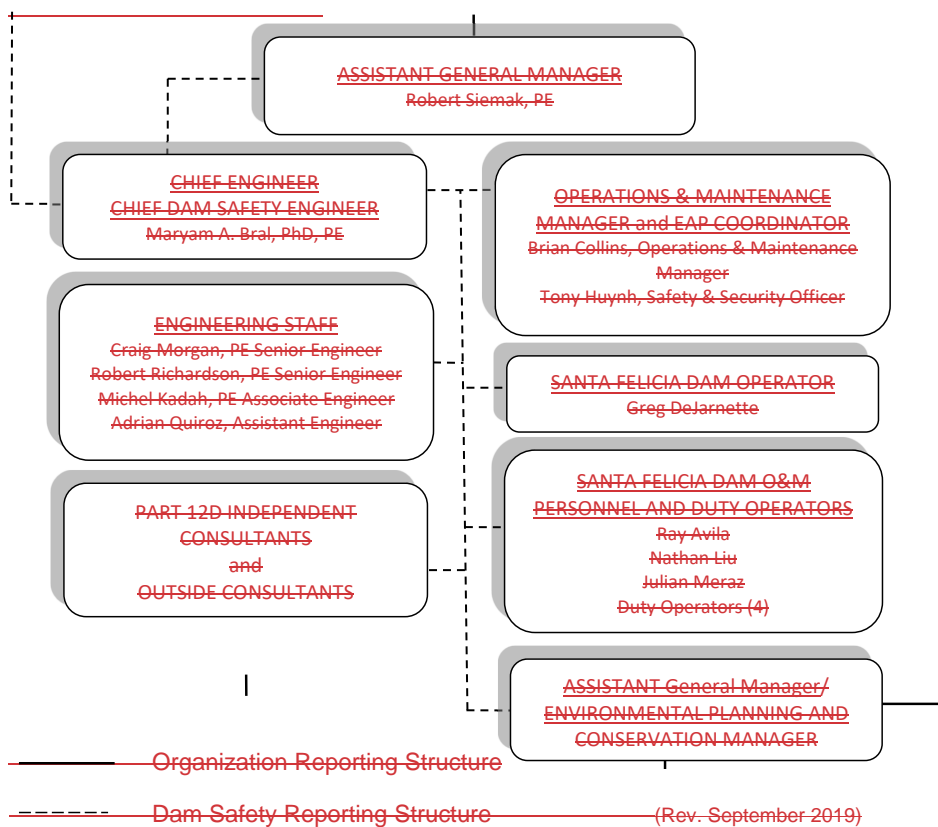 ASSISTANT GENERAL MANAGER
Robert Siemak, PE
CHIEF ENGINEER
CHIEF DAM SAFETY ENGINEER
Maryam A. Bral, PhD, PE
OPERATIONS & MAINTENANCE
MANAGER and EAP COORDINATOR
Brian Collins, Operations & Maintenance
Manager
Tony Huynh, Safety & Security Officer
ENGINEERING STAFF
Craig Morgan, PE Senior Engineer
Robert Richardson, PE Senior Engineer
Michel Kadah, PE Associate Engineer
Adrian Quiroz, Assistant Engineer
SANTA FELICIA DAM OPERATOR
Greg DeJarnette
PART 12D INDEPENDENT
CONSULTANTS
and
OUTSIDE CONSULTANTS
SANTA FELICIA DAM O&M
PERSONNEL AND DUTY OPERATORS
Ray Avila
Nathan Liu
Julian Meraz
Duty Operators (4)
ASSISTANT General Manager/
ENVIRONMENTAL PLANNING AND
CONSERVATION MANAGER
Organization Reporting Structure
Dam Safety Reporting Structure (Rev. September 2019)